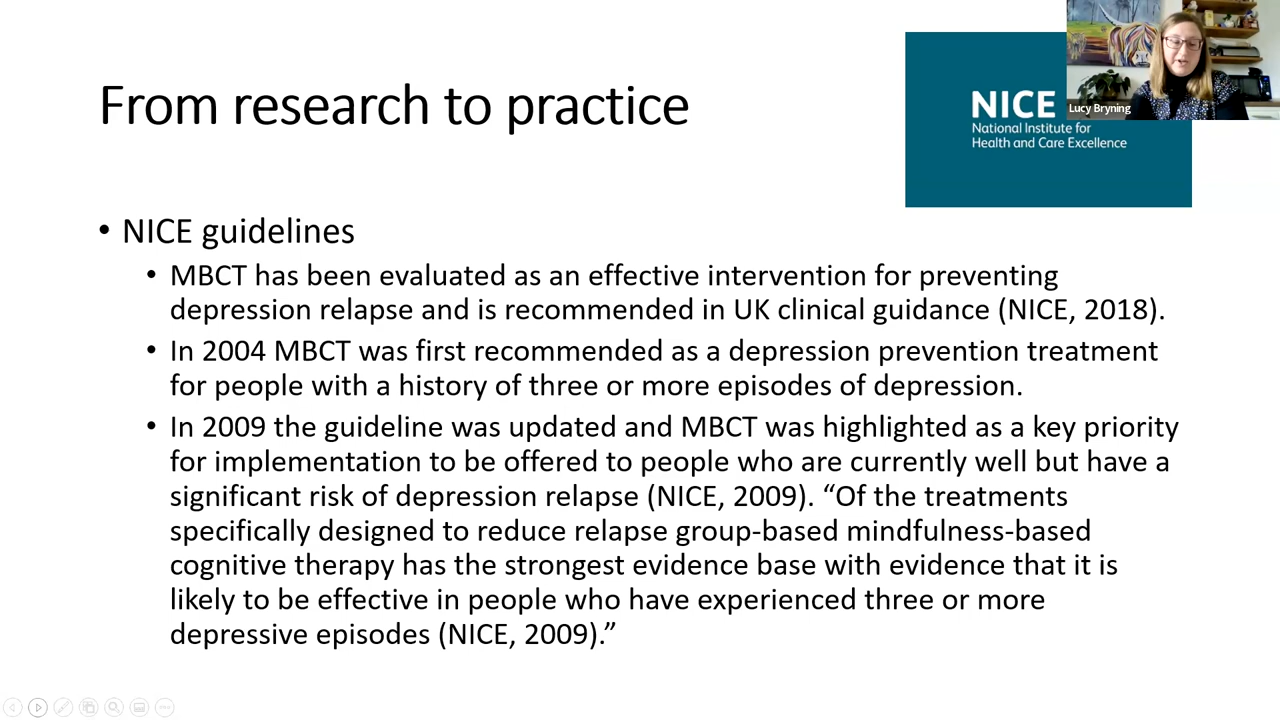 From research to practice
NICE
National Institute for
Health and Care Excellence
Lucy Bryning
• NICE guidelines
• MBCT has been evaluated as an effective intervention for preventing
depression relapse and is recommended in UK clinical guidance (NICE, 2018).
• In 2004 MBCT was first recommended as a depression prevention treatment
for people with a history of three or more episodes of depression.
• In 2009 the guideline was updated and MBCT was highlighted as a key priority
for implementation to be offered to people who are currently well but have a
significant risk of depression relapse (NICE, 2009). “Of the treatments
specifically designed to reduce relapse group-based mindfulness-based
cognitive therapy has the strongest evidence base with evidence that it is
likely to be effective in people who have experienced three or more
depressive episodes (NICE, 2009).”